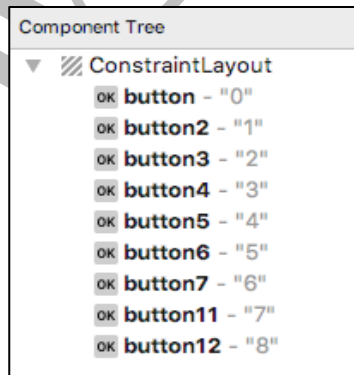 Component Tree
ConstraintLayout
OK button - "0"
OK button2 - "1"
OK button3 - "2"
OK button4 - "3"
OK button5 - "4"
OK button6 - "5"
OK button7 - "6"
OK button11 - "7"
OK button12 - "8"